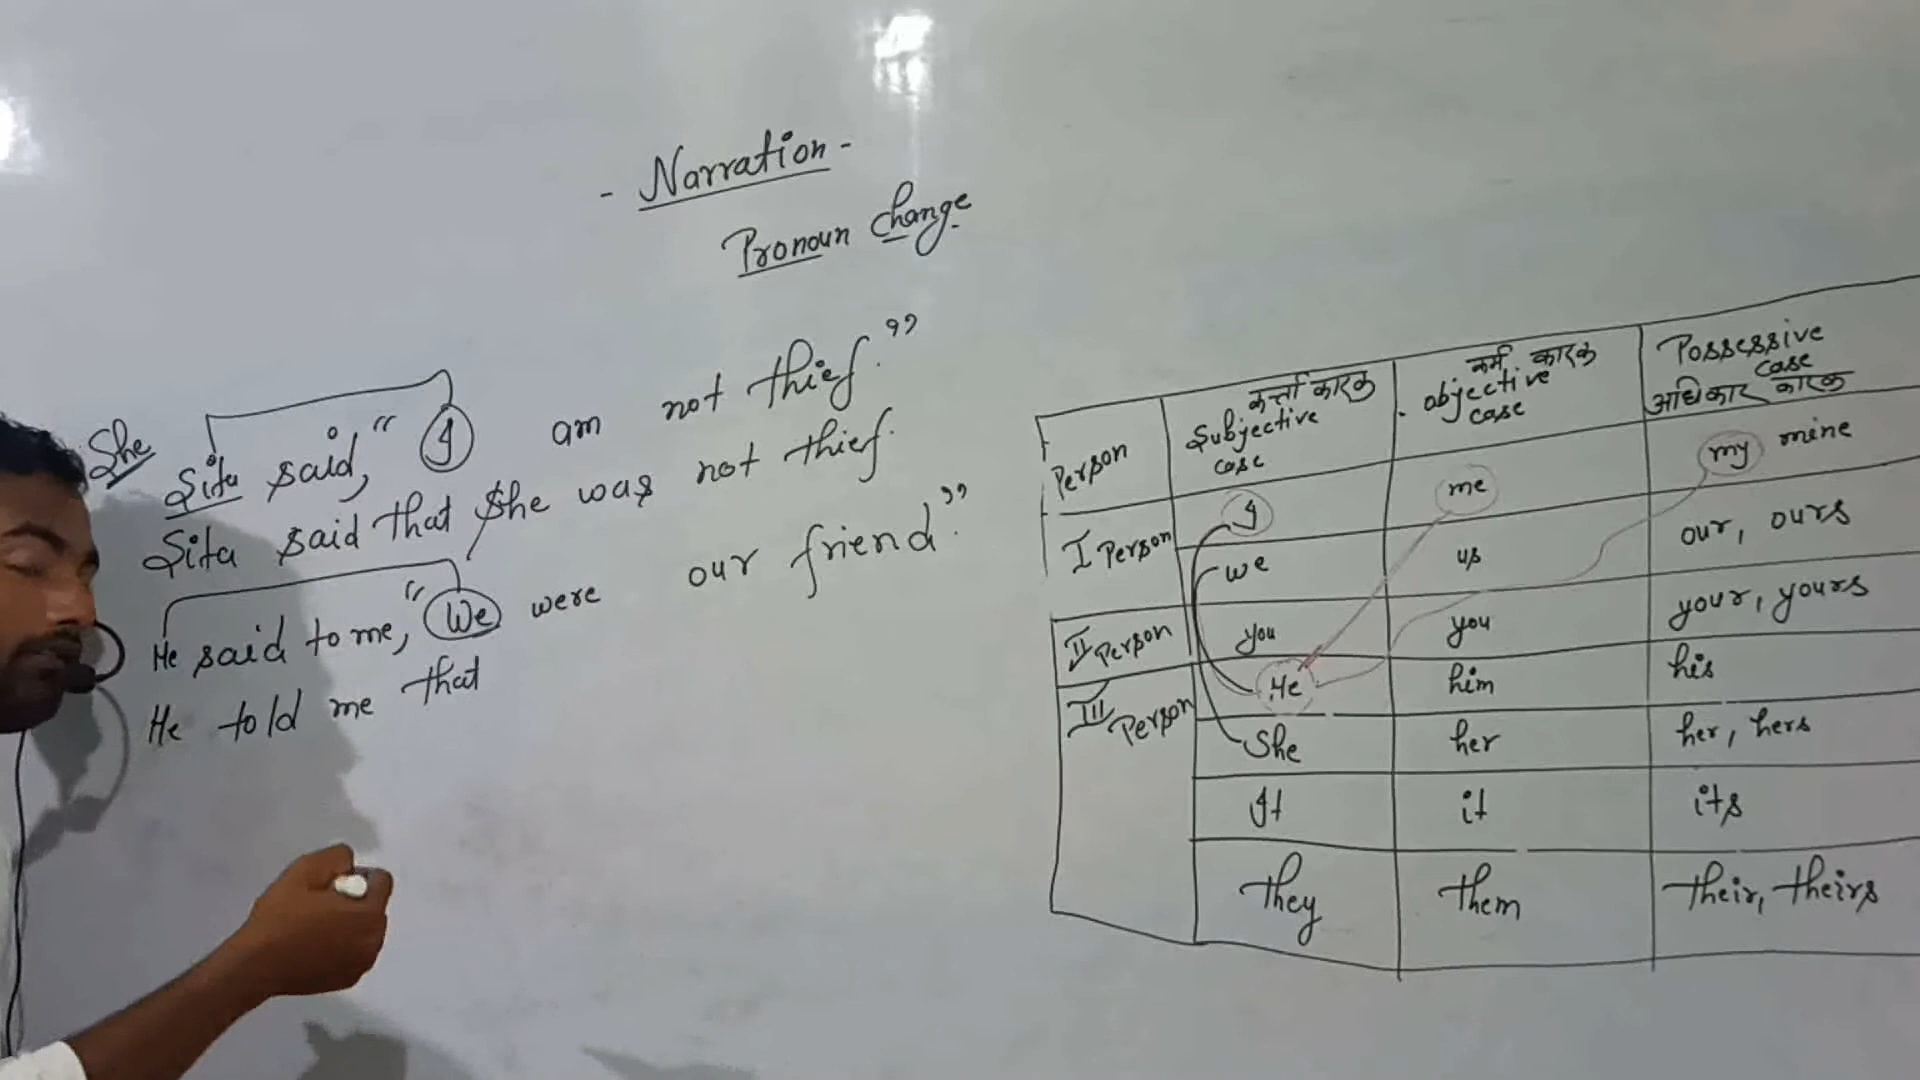 - Narration -
Pronoun change
She
Sita said, “I am not thief.”
Sita said that she was not thief.
He said to me, “We were our friend.”
He told me that
Person
कर्त्ता कारक
Subjective
case
कर्म कारक
objective
case
Possessive
case
अधिकार कारक
I Person
I
me
my mine
we
us
our, ours
II Person
you
you
your, yours
III Person
He
him
his
She
her
her, hers
It
it
its
They
them
their, theirs